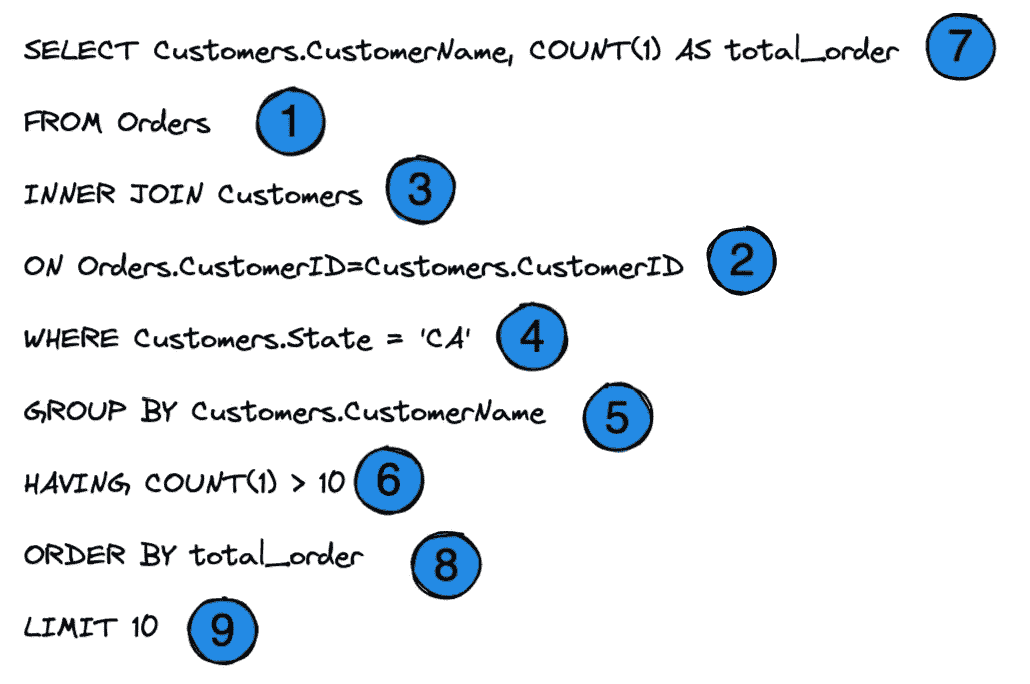 SELECT Customers.CustomerName, COUNT(1) AS total_order 7
FROM Orders 1
INNER JOIN Customers 3
ON Orders.CustomerID=Customers.CustomerID 2
WHERE Customers.State = 'CA' 4
GROUP BY Customers.CustomerName 5
HAVING COUNT(1) > 10 6
ORDER BY total_order 8
LIMIT 10 9